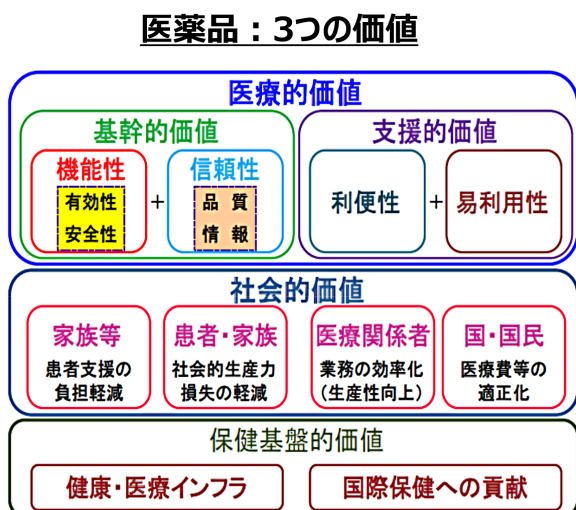 医薬品：3つの価値
医療的価値
基幹的価値
支援的価値
機能性
有効性
安全性
+
信頼性
品 質
情 報
利便性
+
易利用性
社会的価値
家族等
患者支援の
負担軽減
患者・家族
社会的生産力
損失の軽減
医療関係者
業務の効率化
（生産性向上）
国・国民
医療費等の
適正化
保健基盤的価値
健康・医療インフラ
国際保健への貢献